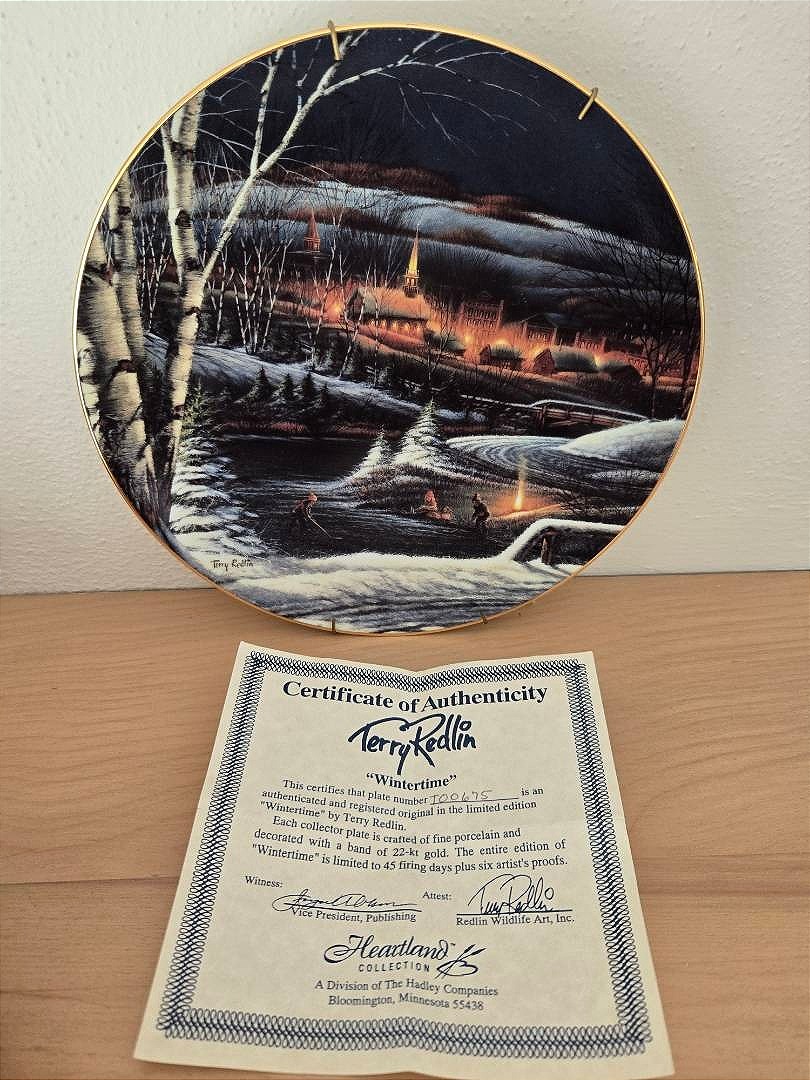 Terry Redlin
Certificate of Authenticity
Terry Redlin
"Wintertime"
This certifies that plate number J00675 is an
authenticated and registered original in the limited edition
"Wintertime" by Terry Redlin.
Each collector plate is crafted of fine porcelain and
decorated with a band of 22-kt gold. The entire edition of
"Wintertime" is limited to 45 firing days plus six artist's proofs.
Witness:
Vice President, Publishing
Attest: Terry Redlin
Redlin Wildlife Art, Inc.
Heartland™
COLLECTION
A Division of The Hadley Companies
Bloomington, Minnesota 55438